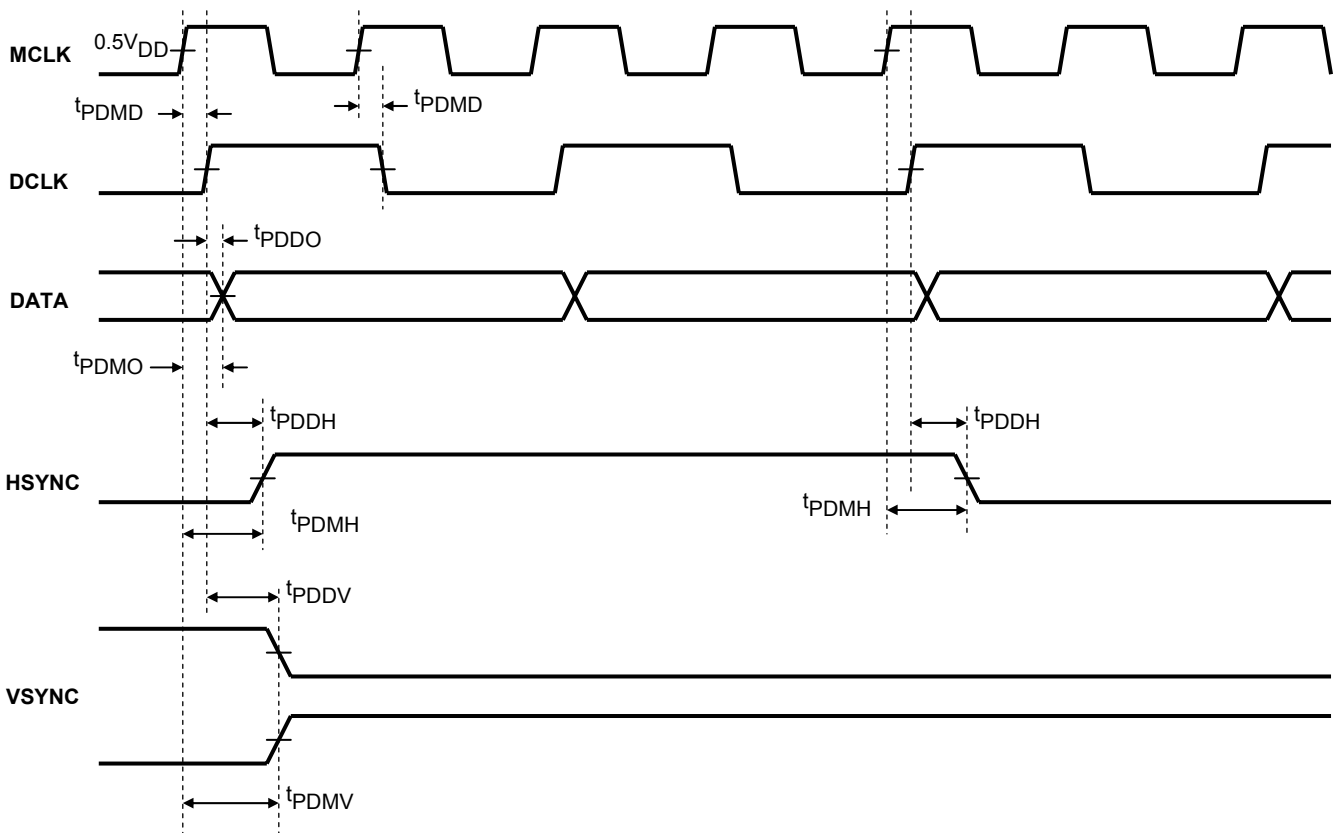 0.5VDD
MCLK
tPDMD
tPDMD
DCLK
tPDDO
DATA
tPDMO
tPDDH
tPDDH
HSYNC
tPDMH
tPDMH
tPDDV
VSYNC
tPDMV